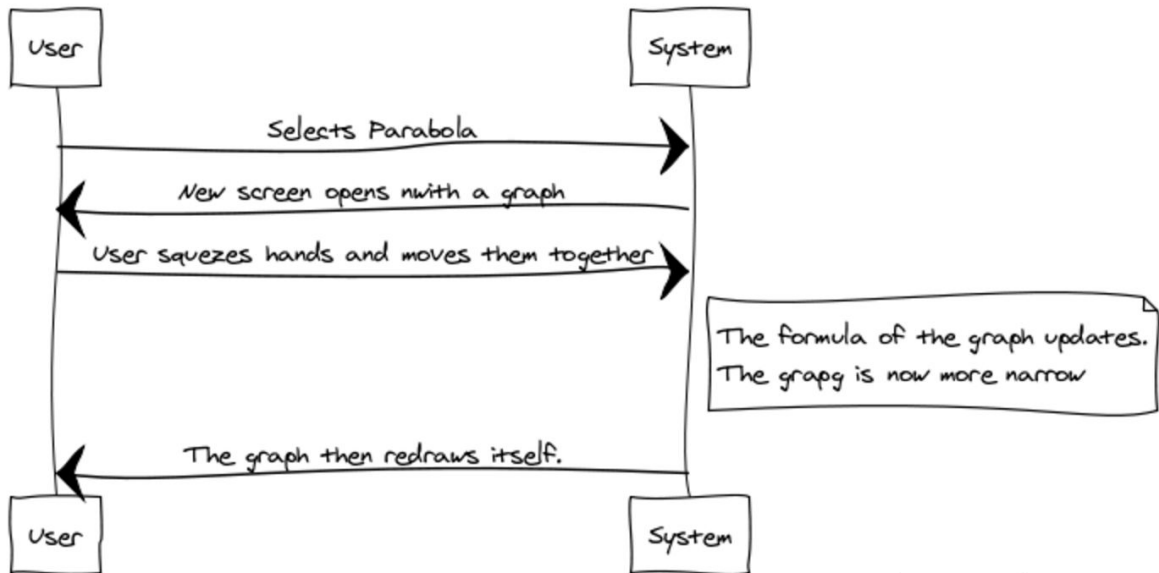 User
System
Selects Parabola
New screen opens nwith a graph
User squezes hands and moves them together
The formula of the graph updates.
The grapg is now more narrow
The graph then redraws itself.
User
System